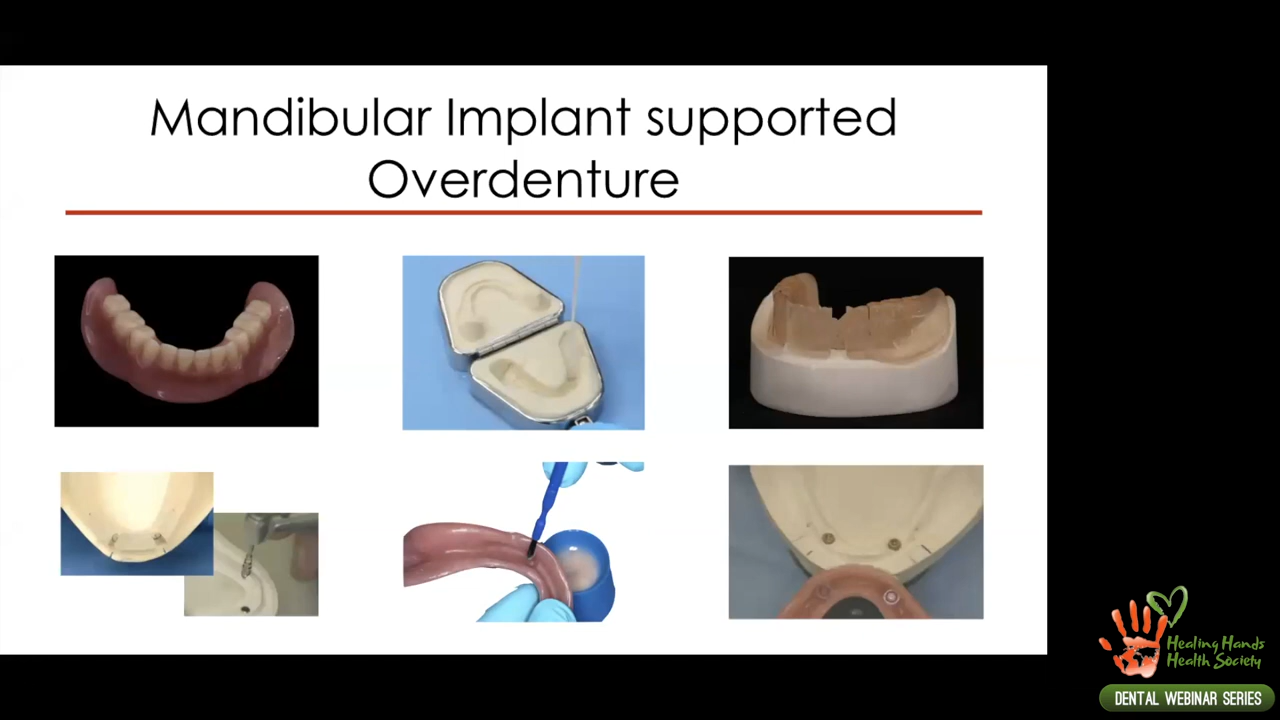 Mandibular Implant supported
Overdenture
Healing Hands
Health Society
DENTAL WEBINAR SERIES